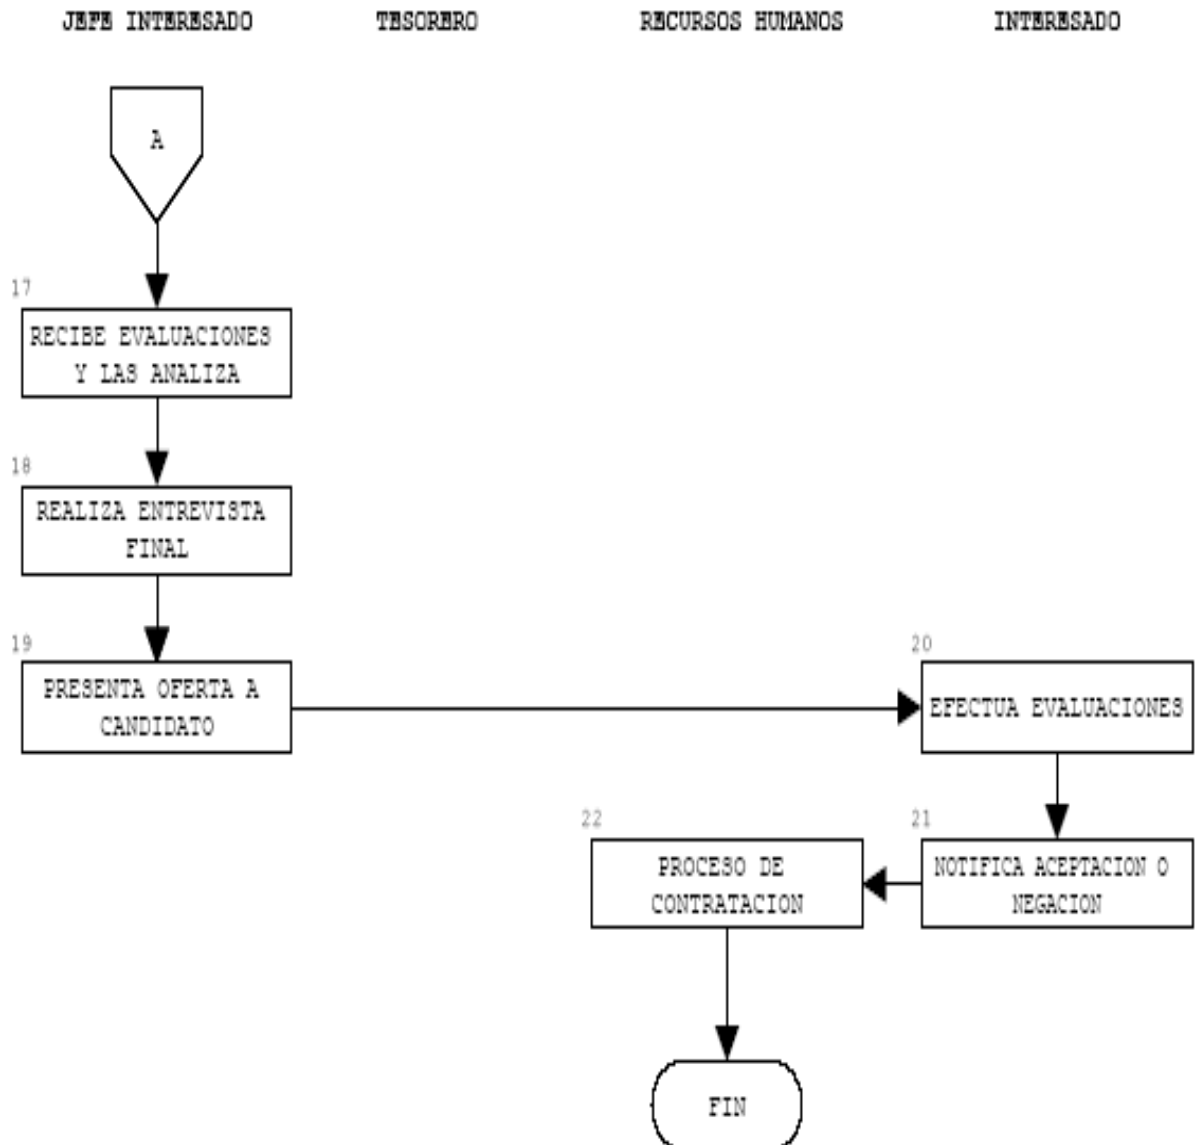 JEFE INTERESADO TESORERO RECURSOS HUMANOS INTERESADO
A
17
RECIBE EVALUACIONES
Y LAS ANALIZA
18
REALIZA ENTREVISTA
FINAL
19
PRESENTA OFERTA A
CANDIDATO
20
EFECTUA EVALUACIONES
22
PROCESO DE
CONTRATACION
21
NOTIFICA ACEPTACION O
NEGACION
FIN